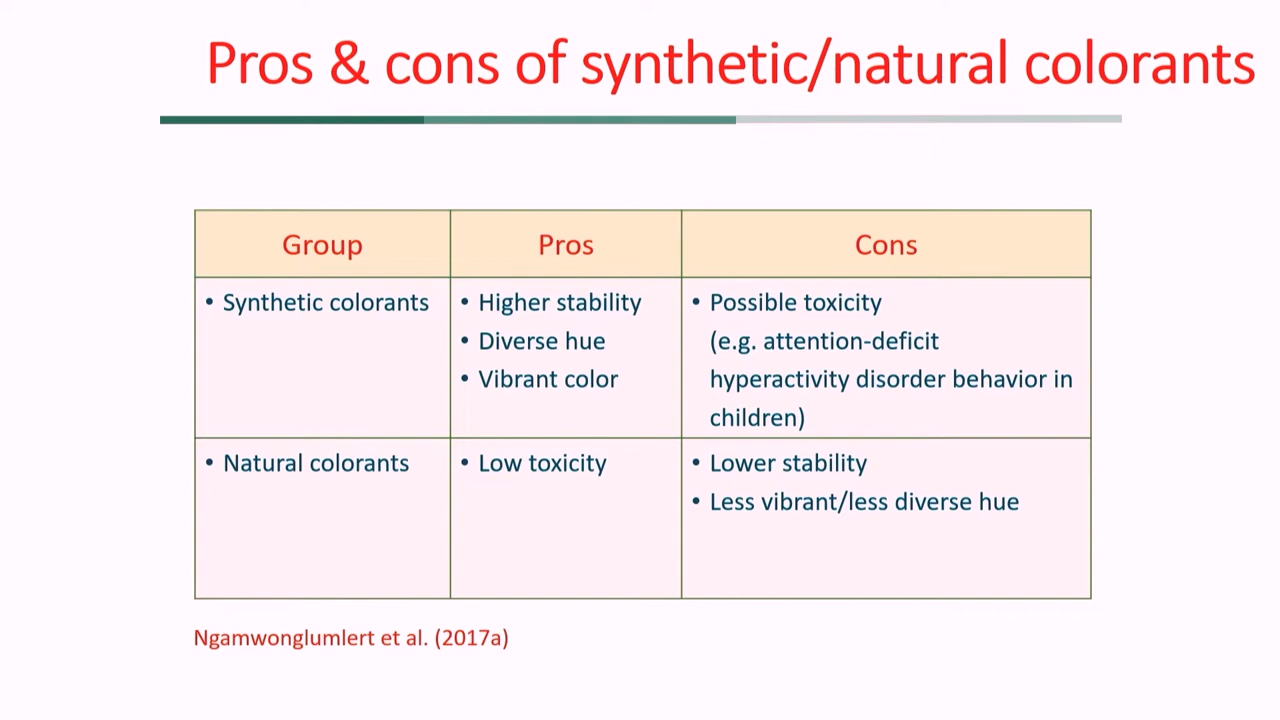 Pros & cons of synthetic/natural colorants
Group
Pros
Cons
• Synthetic colorants
• Higher stability
• Diverse hue
• Vibrant color
• Possible toxicity
(e.g. attention-deficit
hyperactivity disorder behavior in
children)
• Natural colorants
• Low toxicity
• Lower stability
• Less vibrant/less diverse hue
Ngamwonglumlert et al. (2017a)